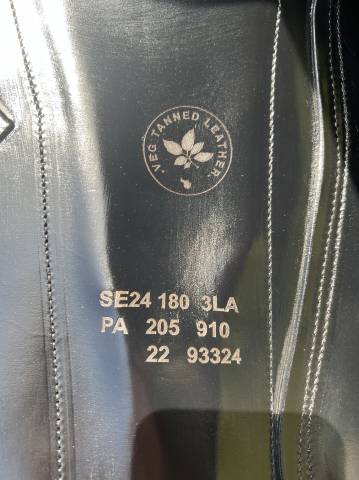 VEG TANNED LEATHER
SE24 180 3LA
PA 205 910
22 93324